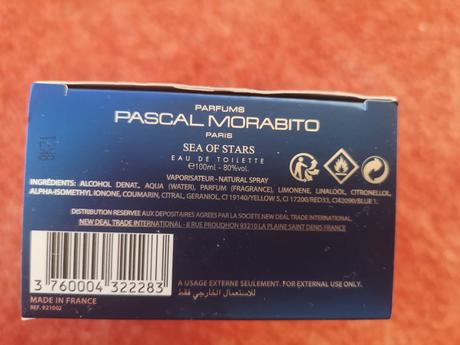 PARFUMS
PASCAL MORABITO
PARIS
SEA OF STARS
EAU DE TOILETTE
℮100ml - 80%vol.
VAPORISATEUR - NATURAL SPRAY
INGRÉDIENTS: ALCOHOL DENAT., AQUA (WATER), PARFUM (FRAGRANCE), LIMONENE, LINALOOL, CITRONELLOL,
ALPHA-ISOMETHYL IONONE, COUMARIN, CITRAL, GERANIOL, CI 19140/YELLOW 5, CI 17200/RED33, CI42090/BLUE 1.
DISTRIBUTION RESERVEE AUX DEPOSITAIRES AGREES PAR LA SOCIETE NEW DEAL TRADE INTERNATIONAL.
NEW DEAL TRADE INTERNATIONAL - 8 RUE PROUDHON 93210 LA PLAINE SAINT DENIS FRANCE
3 760004 322283
A USAGE EXTERNE SEULEMENT. FOR EXTERNAL USE ONLY.
للاستعمال الخارجي فقط
MADE IN FRANCE
REF. 921002